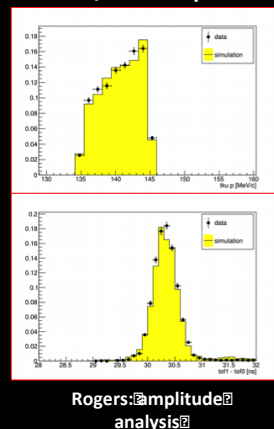 0.18
0.16
0.14
0.12
0.1
0.08
0.06
0.04
0.02
0
130 135 140 145 150 155 160
tku p [MeV/c]
data
simulation
0.2
0.18
0.16
0.14
0.12
0.1
0.08
0.06
0.04
0.02
0
28 28.5 29 29.5 30 30.5 31 31.5 32
tof1 - tof0 [ns]
data
simulation
Rogers: amplitude
analysis